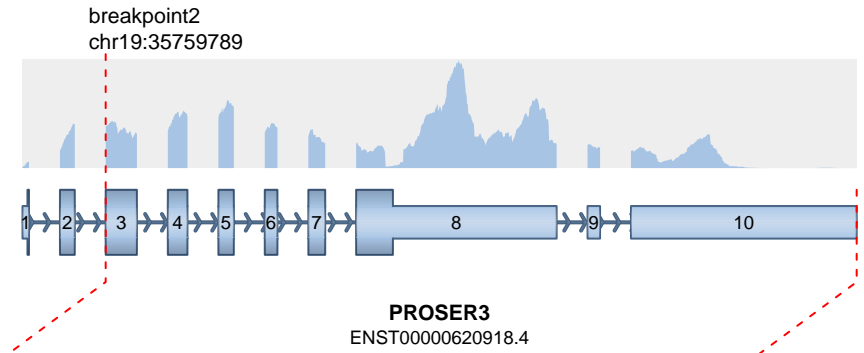 breakpoint2
chr19:35759789
1 2 3 4 5 6 7 8 9 10
PROSER3
ENST00000620918.4